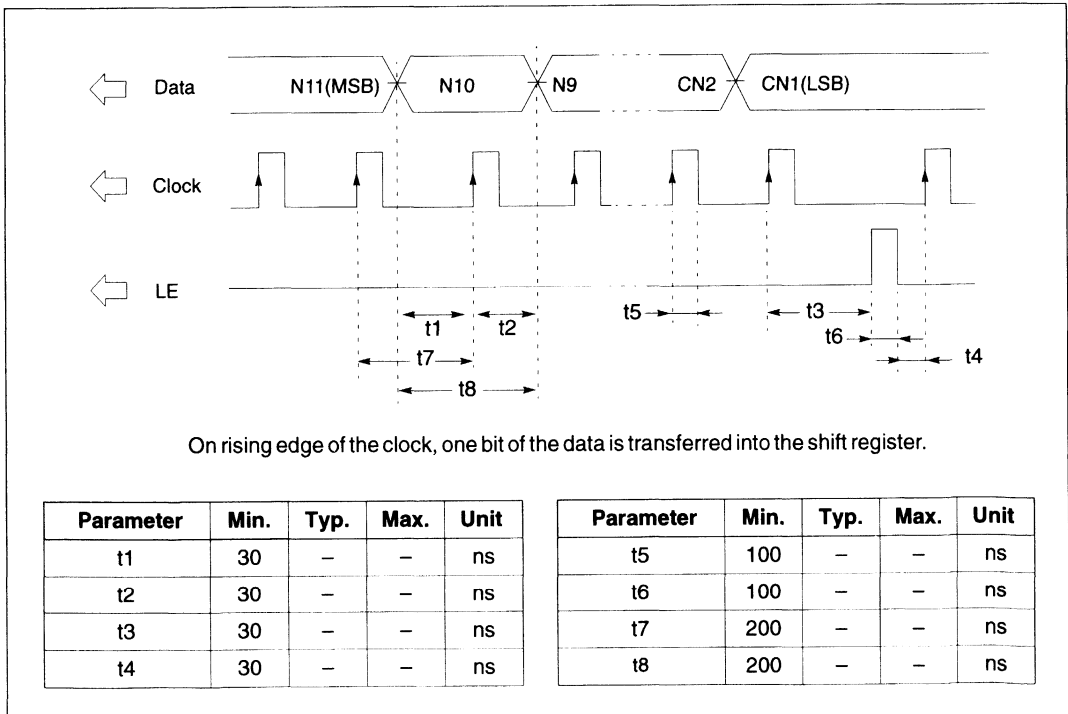 Data N11(MSB) N10 N9 CN2 CN1(LSB)
Clock
LE
t1 t2 t5 t3
t6
t7 t4
t8
On rising edge of the clock, one bit of the data is transferred into the shift register.
Parameter Min. Typ. Max. Unit
t1 30 – – ns
t2 30 – – ns
t3 30 – – ns
t4 30 – – ns
Parameter Min. Typ. Max. Unit
t5 100 – – ns
t6 100 – – ns
t7 200 – – ns
t8 200 – – ns